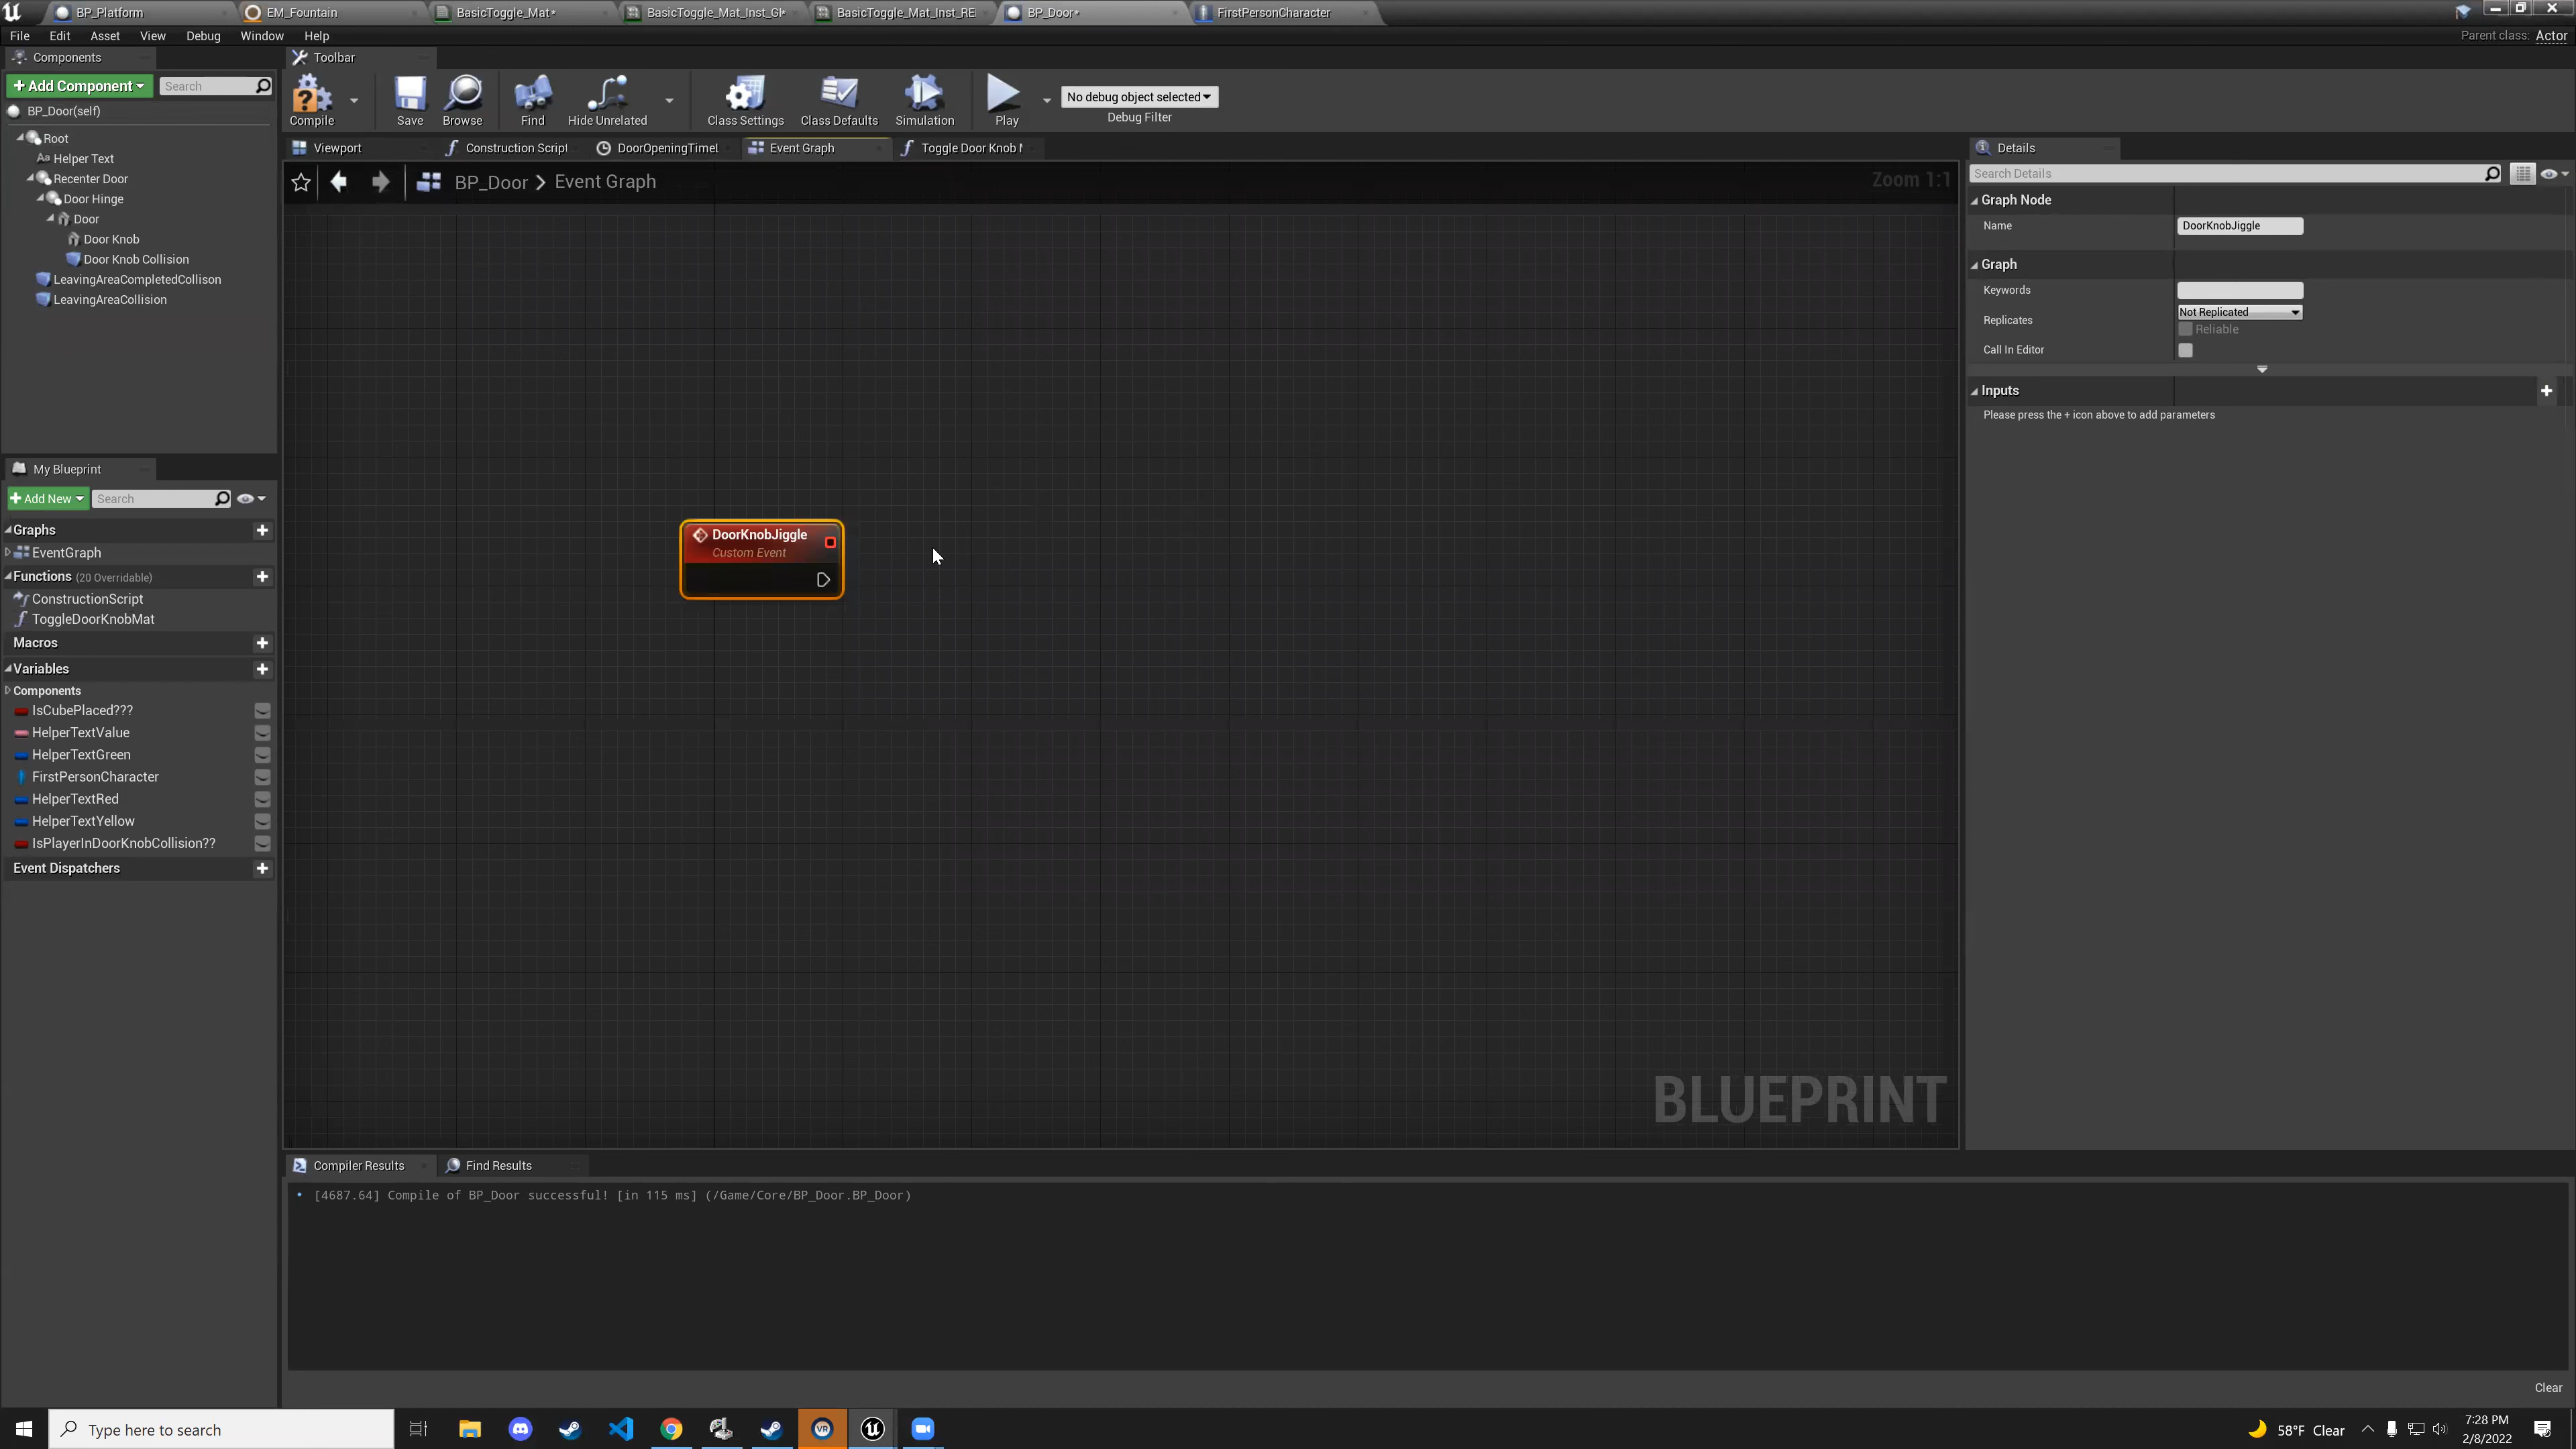 BP_Platform
EM_Fountain
BasicToggle_Mat*
BasicToggle_Mat_Inst_GI*
BasicToggle_Mat_Inst_RE
BP_Door*
FirstPersonCharacter
File Edit Asset View Debug Window Help
Parent class: Actor
Components
Toolbar
Add Component
Search
BP_Door(self)
Root
Helper Text
Recenter Door
Door Hinge
Door
Door Knob
Door Knob Collision
LeavingAreaCompletedCollison
LeavingAreaCollision
Compile
Save
Browse
Find
Hide Unrelated
Class Settings
Class Defaults
Simulation
Play
No debug object selected
Debug Filter
Viewport
Construction Script
DoorOpeningTimel
Event Graph
Toggle Door Knob M
BP_Door > Event Graph
Zoom 1:1
DoorKnobJiggle
Custom Event
BLUEPRINT
Details
Search Details
Graph Node
Name
DoorKnobJiggle
Graph
Keywords
Replicates
Not Replicated
Reliable
Call In Editor
Inputs
Please press the + icon above to add parameters
My Blueprint
Add New
Search
Graphs
EventGraph
Functions (20 Overridable)
ConstructionScript
ToggleDoorKnobMat
Macros
Variables
Components
IsCubePlaced???
HelperTextValue
HelperTextGreen
FirstPersonCharacter
HelperTextRed
HelperTextYellow
IsPlayerInDoorKnobCollision??
Event Dispatchers
Compiler Results
Find Results
[4687.64] Compile of BP_Door successful! [in 115 ms] (/Game/Core/BP_Door.BP_Door)
Clear
Type here to search
VR
58°F Clear
7:28 PM
2/8/2022